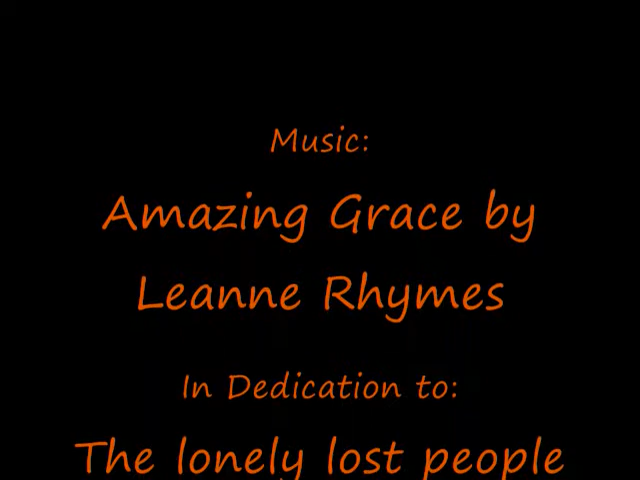 Music:
Amazing Grace by
Leanne Rhymes
In Dedication to:
The lonely lost people